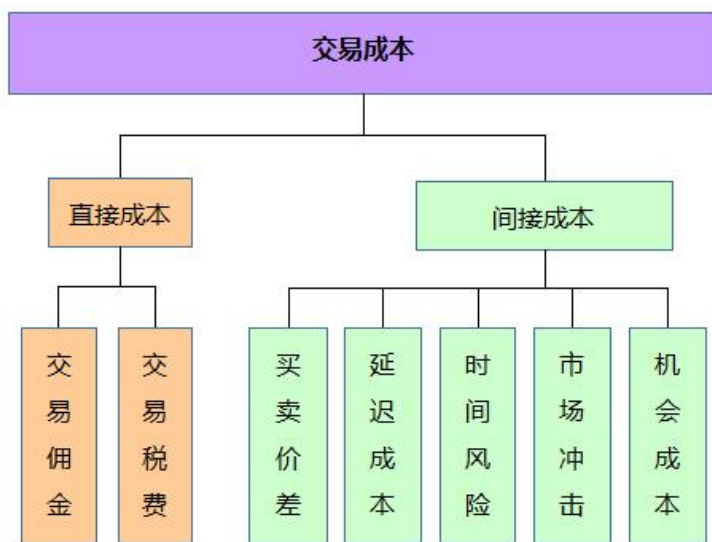 交易成本
直接成本
间接成本
交易佣金
交易税费
买卖价差
延迟成本
时间风险
市场冲击
机会成本